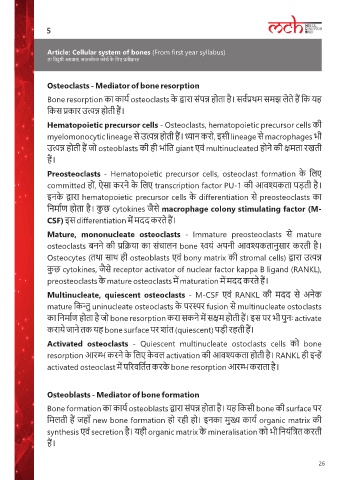 5
mch
Article: Cellular system of bones (From first year syllabus)
Osteoclasts - Mediator of bone resorption
Bone resorption का कार्य osteoclasts के द्वारा संपन्न होता है। सर्वप्रथम समझ लेते हैं कि यह
किस प्रकार उत्पन्न होती हैं।
Hematopoietic precursor cells - Osteoclasts, hematopoietic precursor cells की
myelomonocytic lineage से उत्पन्न होती हैं। ध्यान करो, इसी lineage से macrophages भी
उत्पन्न होती हैं जो osteoblasts की ही भांति giant एवं multinucleated होने की क्षमता रखती
हैं।
Preosteoclasts - Hematopoietic precursor cells, osteoclast formation के लिए
committed हों, ऐसा करने के लिए transcription factor PU-1 की आवश्यकता पड़ती है।
इनके द्वारा hematopoietic precursor cells के differentiation से preosteoclasts का
निर्माण होता है। कुछ cytokines जैसे macrophage colony stimulating factor (M-
CSF) इस differentiation में मदद करते हैं।
Mature, mononucleate osteoclasts - Immature preosteoclasts से mature
osteoclasts बनने की प्रक्रिया का संचालन bone स्वयं अपनी आवश्यकतानुसार करती है।
Osteocytes (तथा साथ ही osteoblasts एवं bony matrix की stromal cells) द्वारा उत्पन्न
कुछ cytokines, जैसे receptor activator of nuclear factor kappa B ligand (RANKL),
preosteoclasts के mature osteoclasts में maturation में मदद करते हैं।
Multinucleate, quiescent osteoclasts - M-CSF एवं RANKL की मदद से अनेक
mature किन्तु uninucleate osteoclasts के परस्पर fusion से multinucleate ostoclasts
का निर्माण होता है जो bone resorption करा सकने में सक्षम होती हैं। इस पर भी पुनः activate
कराये जाने तक यह bone surface पर शांत (quiescent) पड़ी रहती हैं।
Activated osteoclasts - Quiescent multinucleate ostoclasts cells को bone
resorption आरम्भ करने के लिए केवल activation की आवश्यकता होती है। RANKL ही इन्हें
activated osteoclast में परिवर्तित करके bone resorption आरम्भ कराता है।
Osteoblasts - Mediator of bone formation
Bone formation का कार्य osteoblasts द्वारा संपन्न होता है। यह किसी bone की surface पर
मिलती हैं जहाँ new bone formation हो रही हो। इनका मुख्य कार्य organic matrix की
synthesis एवं secretion है। यही organic matrix के mineralisation को भी नियंत्रित करती
हैं।
26